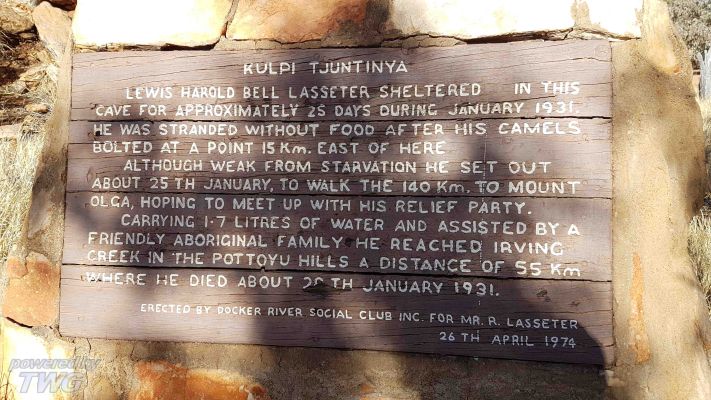 KULPI TJUNTINYA
LEWIS HAROLD BELL LASSETER SHELTERED IN THIS
CAVE FOR APPROXIMATELY 25 DAYS DURING JANUARY 1931.
HE WAS STRANDED WITHOUT FOOD AFTER HIS CAMELS
BOLTED AT A POINT 15 Km. EAST OF HERE.
ALTHOUGH WEAK FROM STARVATION HE SET OUT
ABOUT 25 TH JANUARY, TO WALK THE 140 Km. TO MOUNT
OLGA, HOPING TO MEET UP WITH HIS RELIEF PARTY.
CARRYING 1·7 LITRES OF WATER AND ASSISTED BY A
FRIENDLY ABORIGINAL FAMILY HE REACHED IRVING
CREEK IN THE POTTOYU HILLS A DISTANCE OF 55 Km
WHERE HE DIED ABOUT TH JANUARY 1931.
ERECTED BY DOCKER RIVER SOCIAL CLUB INC. FOR MR. R. LASSETER
26 TH APRIL 1974
powered by
TWG